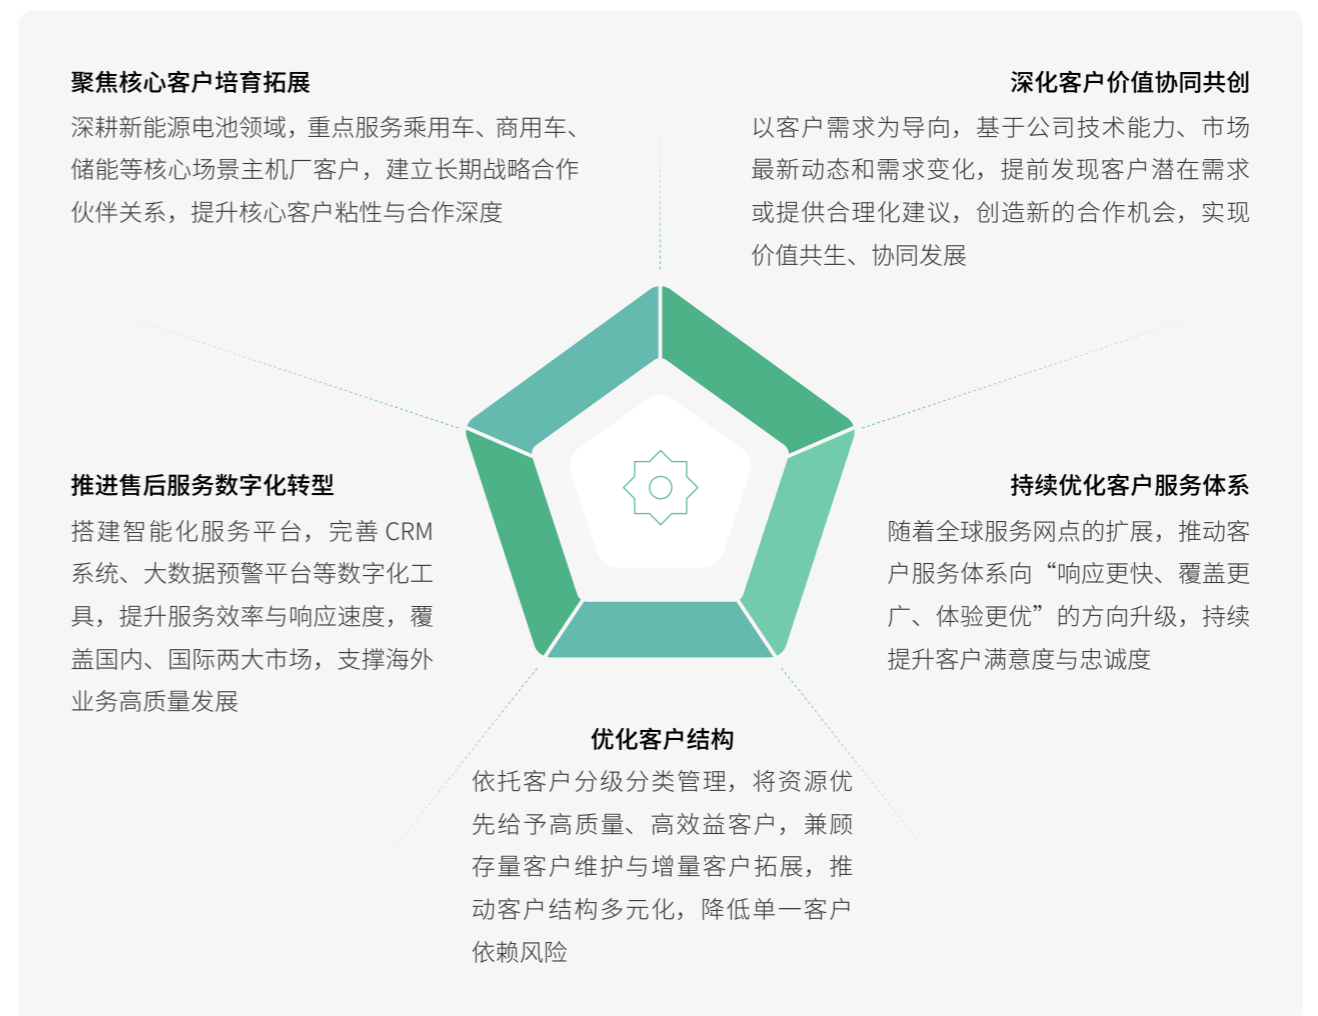 聚焦核心客户培育拓展
深耕新能源电池领域，重点服务乘用车、商用车、
储能等核心场景主机厂客户，建立长期战略合作
伙伴关系，提升核心客户粘性与合作深度
深化客户价值协同共创
以客户需求为导向，基于公司技术能力、市场
最新动态和需求变化，提前发现客户潜在需求
或提供合理化建议，创造新的合作机会，实现
价值共生、协同发展
推进售后服务数字化转型
搭建智能化服务平台，完善 CRM
系统、大数据预警平台等数字化工
具，提升服务效率与响应速度，覆
盖国内、国际两大市场，支撑海外
业务高质量发展
持续优化客户服务体系
随着全球服务网点的扩展，推动客
户服务体系向“响应更快、覆盖更
广、体验更优”的方向升级，持续
提升客户满意度与忠诚度
优化客户结构
依托客户分级分类管理，将资源优
先给予高质量、高效益客户，兼顾
存量客户维护与增量客户拓展，推
动客户结构多元化，降低单一客户
依赖风险